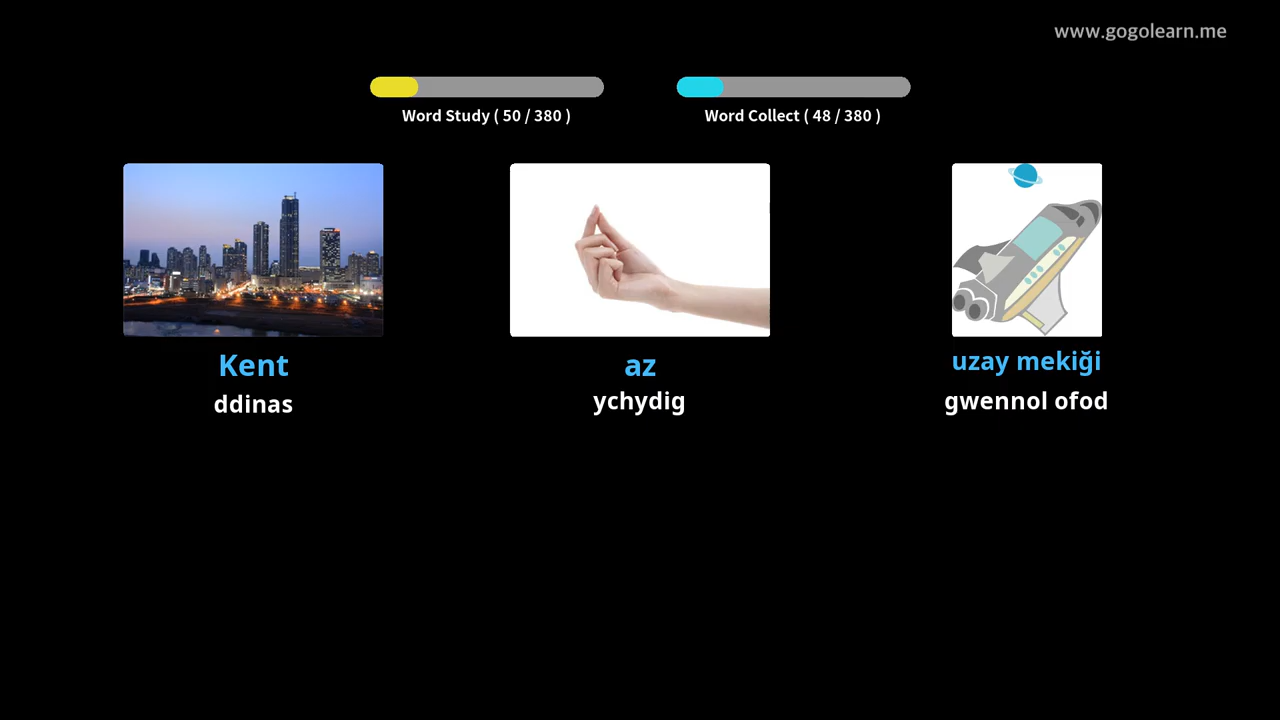 www.gogolearn.me
Word Study ( 50 / 380 )
Word Collect ( 48 / 380 )
Kent
ddinas
az
ychydig
uzay mekiği
gwennol ofod